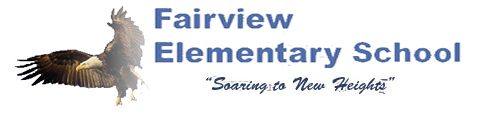 Fairview
Elementary School
"Soaring to New Heights"